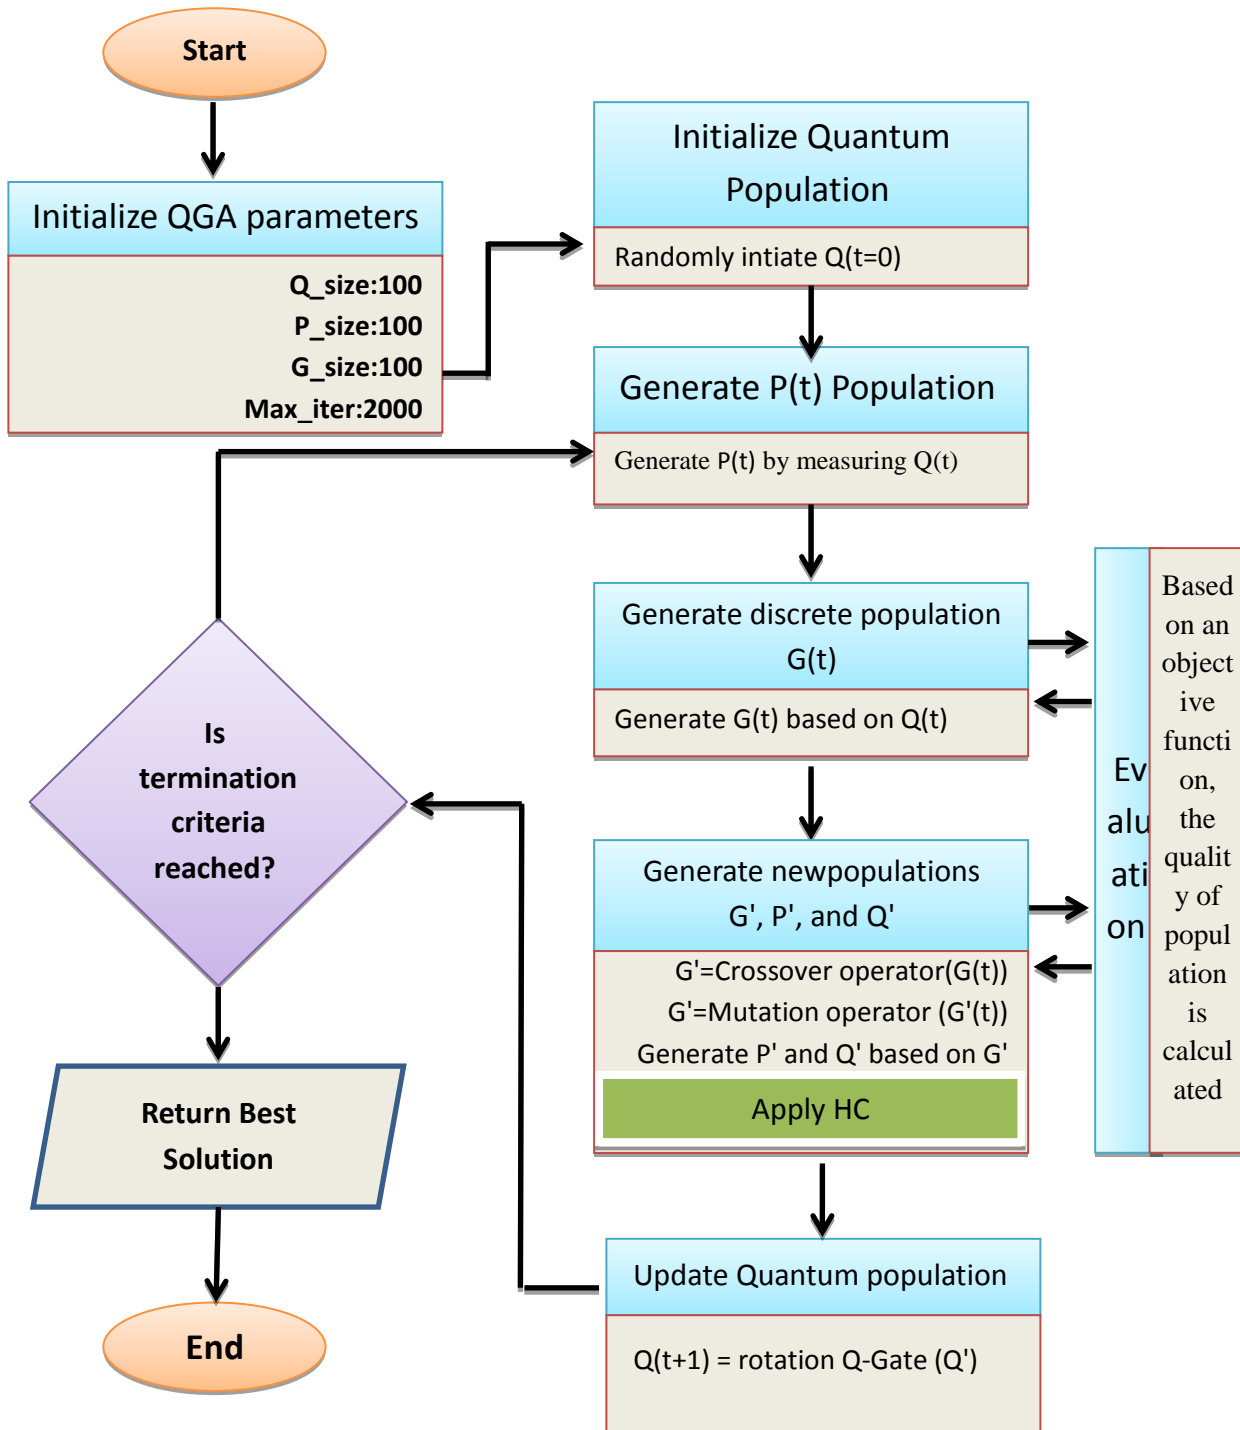 Start
Initialize QGA parameters
Q_size:100
P_size:100
G_size:100
Max_iter:2000
Initialize Quantum
Population
Randomly intiate Q(t=0)
Generate P(t) Population
Generate P(t) by measuring Q(t)
Generate discrete population
G(t)
Generate G(t) based on Q(t)
Generate newpopulations
G', P', and Q'
G'=Crossover operator(G(t))
G'=Mutation operator (G'(t))
Generate P' and Q' based on G'
Apply HC
Ev
alu
ati
on
Based
on an
object
ive
functi
on,
the
qualit
y of
popul
ation
is
calcul
ated
Update Quantum population
Q(t+1) = rotation Q-Gate (Q')
Is
termination
criteria
reached?
Return Best
Solution
End